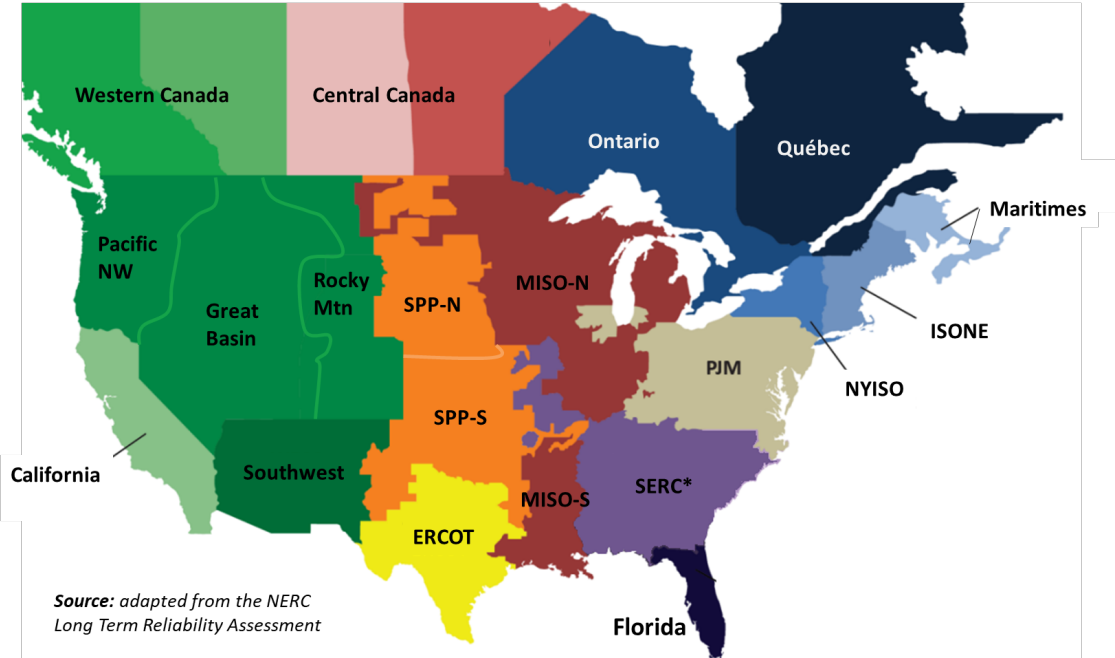 Western Canada
Central Canada
Ontario
Québec
Maritimes
Pacific
NW
Great
Basin
Rocky
Mtn
SPP-N
MISO-N
ISONE
PJM
NYISO
SPP-S
California
Southwest
MISO-S
SERC*
ERCOT
Source: adapted from the NERC
Long Term Reliability Assessment
Florida